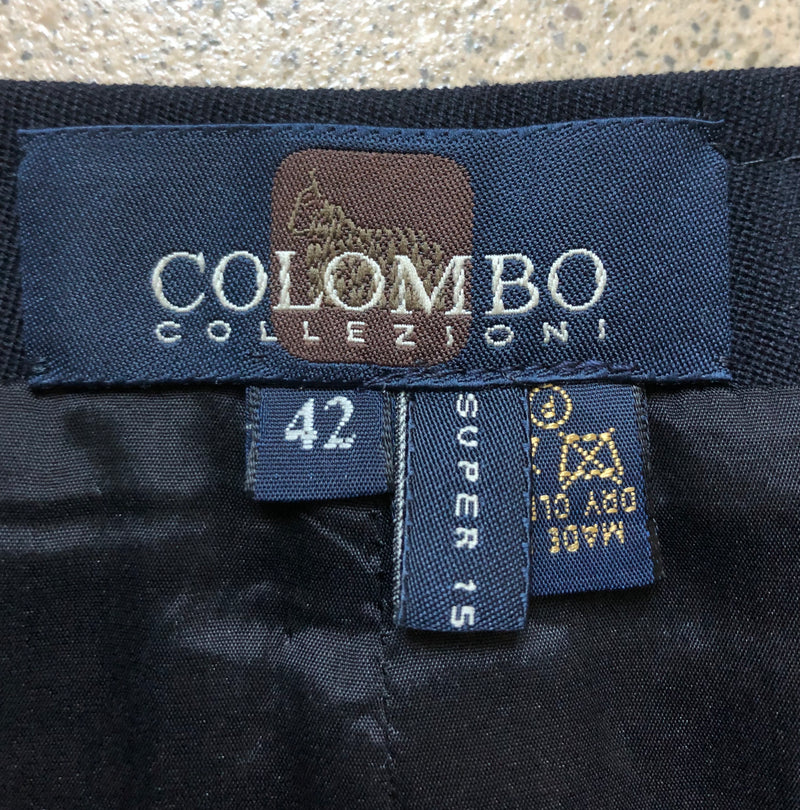 COLOMBO
COLLEZIONI
42
SUPER 15
P
DRY CL
MADE